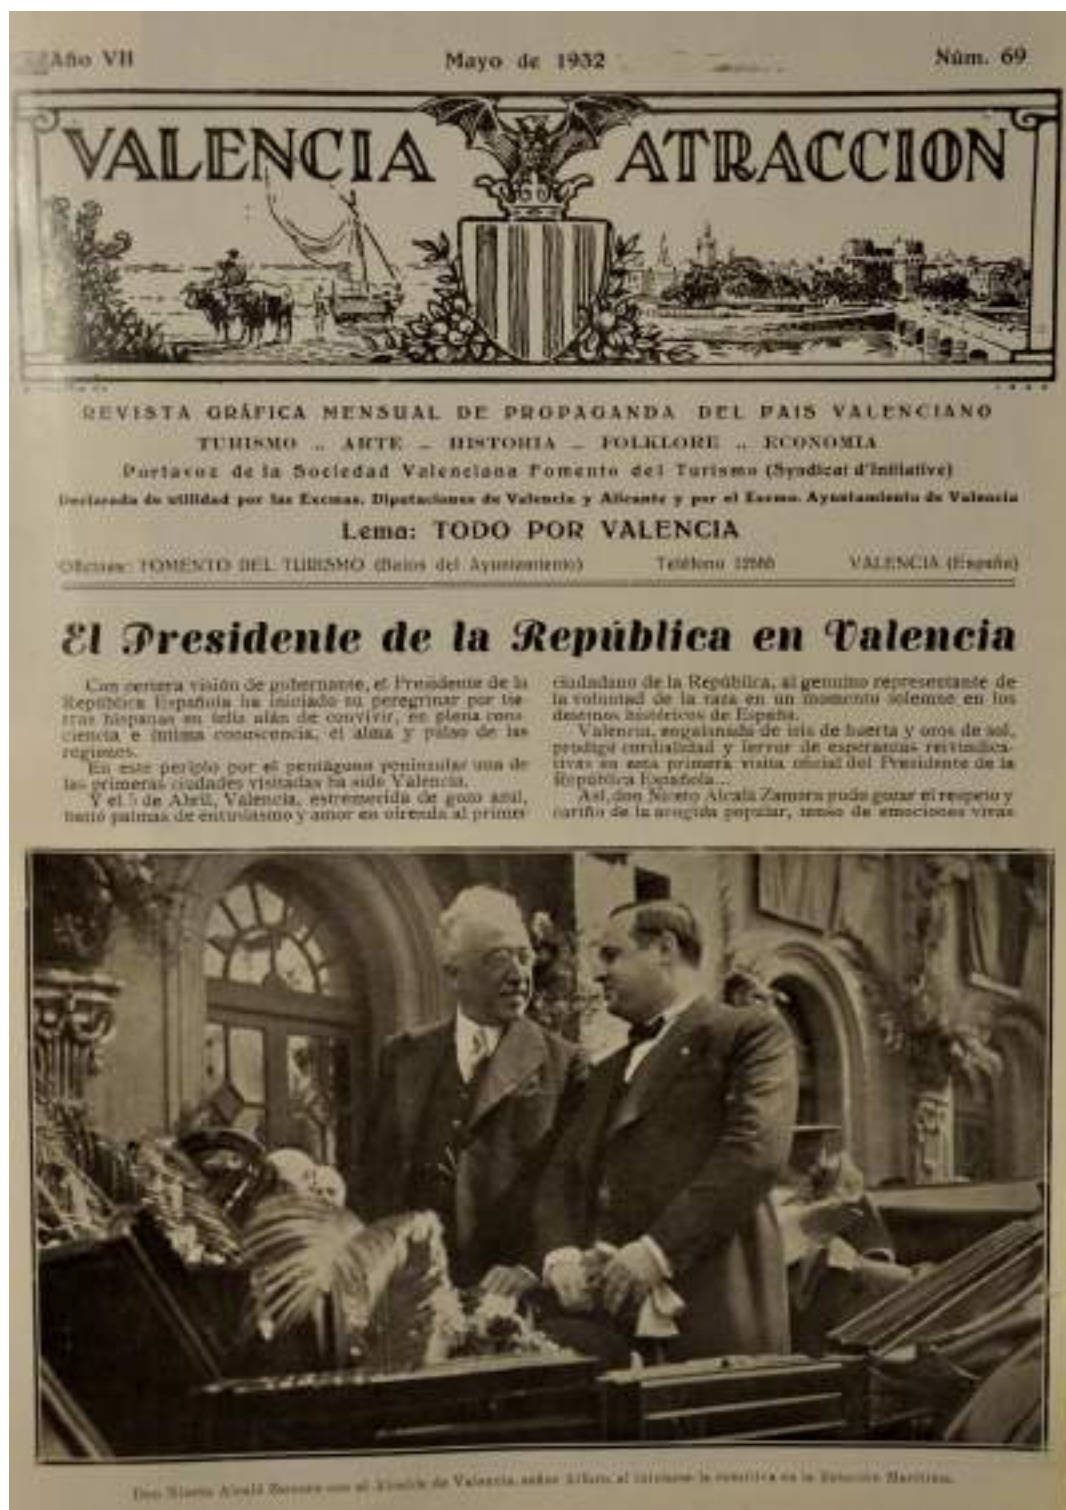 Año VII
Mayo de 1932
Núm. 69
VALENCIA ATRACCION
REVISTA GRÁFICA MENSUAL DE PROPAGANDA DEL PAIS VALENCIANO
TURISMO .. ARTE .. HISTORIA .. FOLKLORE .. ECONOMIA
Portavoz de la Sociedad Valenciana Fomento del Turismo (Syndicat d'Initiative)
Declarada de utilidad por las Excmas. Diputaciones de Valencia y Alicante y por el Excmo. Ayuntamiento de Valencia
Lema: TODO POR VALENCIA
Oficinas: FOMENTO DEL TURISMO (Bajos del Ayuntamiento) Teléfono VALENCIA (España)
El Presidente de la República en Valencia
Con certera visión de gobernante, el Presidente de la
República Española ha iniciado su peregrinar por tie-
rras hispanas en feliz afán de convivir, en plena cons-
ciencia e íntima conoscencia, el alma y pulso de las
regiones.
En este periplo por el pentágono peninsular una de
las primeras ciudades visitadas ha sido Valencia.
Y el 5 de Abril, Valencia, estremecida de gozo azul,
batió palmas de entusiasmo y amor en ofrenda al primer
ciudadano de la República, al genuino representante de
la voluntad de la raza en un momento solemne en los
destinos históricos de España.
Valencia, engalanada de iris de huerta y oros de sol,
prodigó cordialidad y fervor de esperanzas reivindica-
tivas en esta primera visita oficial del Presidente de la
República Española...
Así, don Niceto Alcalá Zamora pudo gozar el respeto y
cariño de la acogida popular, tenso de emociones vivas
Don Niceto Alcalá Zamora con el Alcalde de Valencia, señor Alfaro, al iniciarse la comitiva en la Estación Marítima.